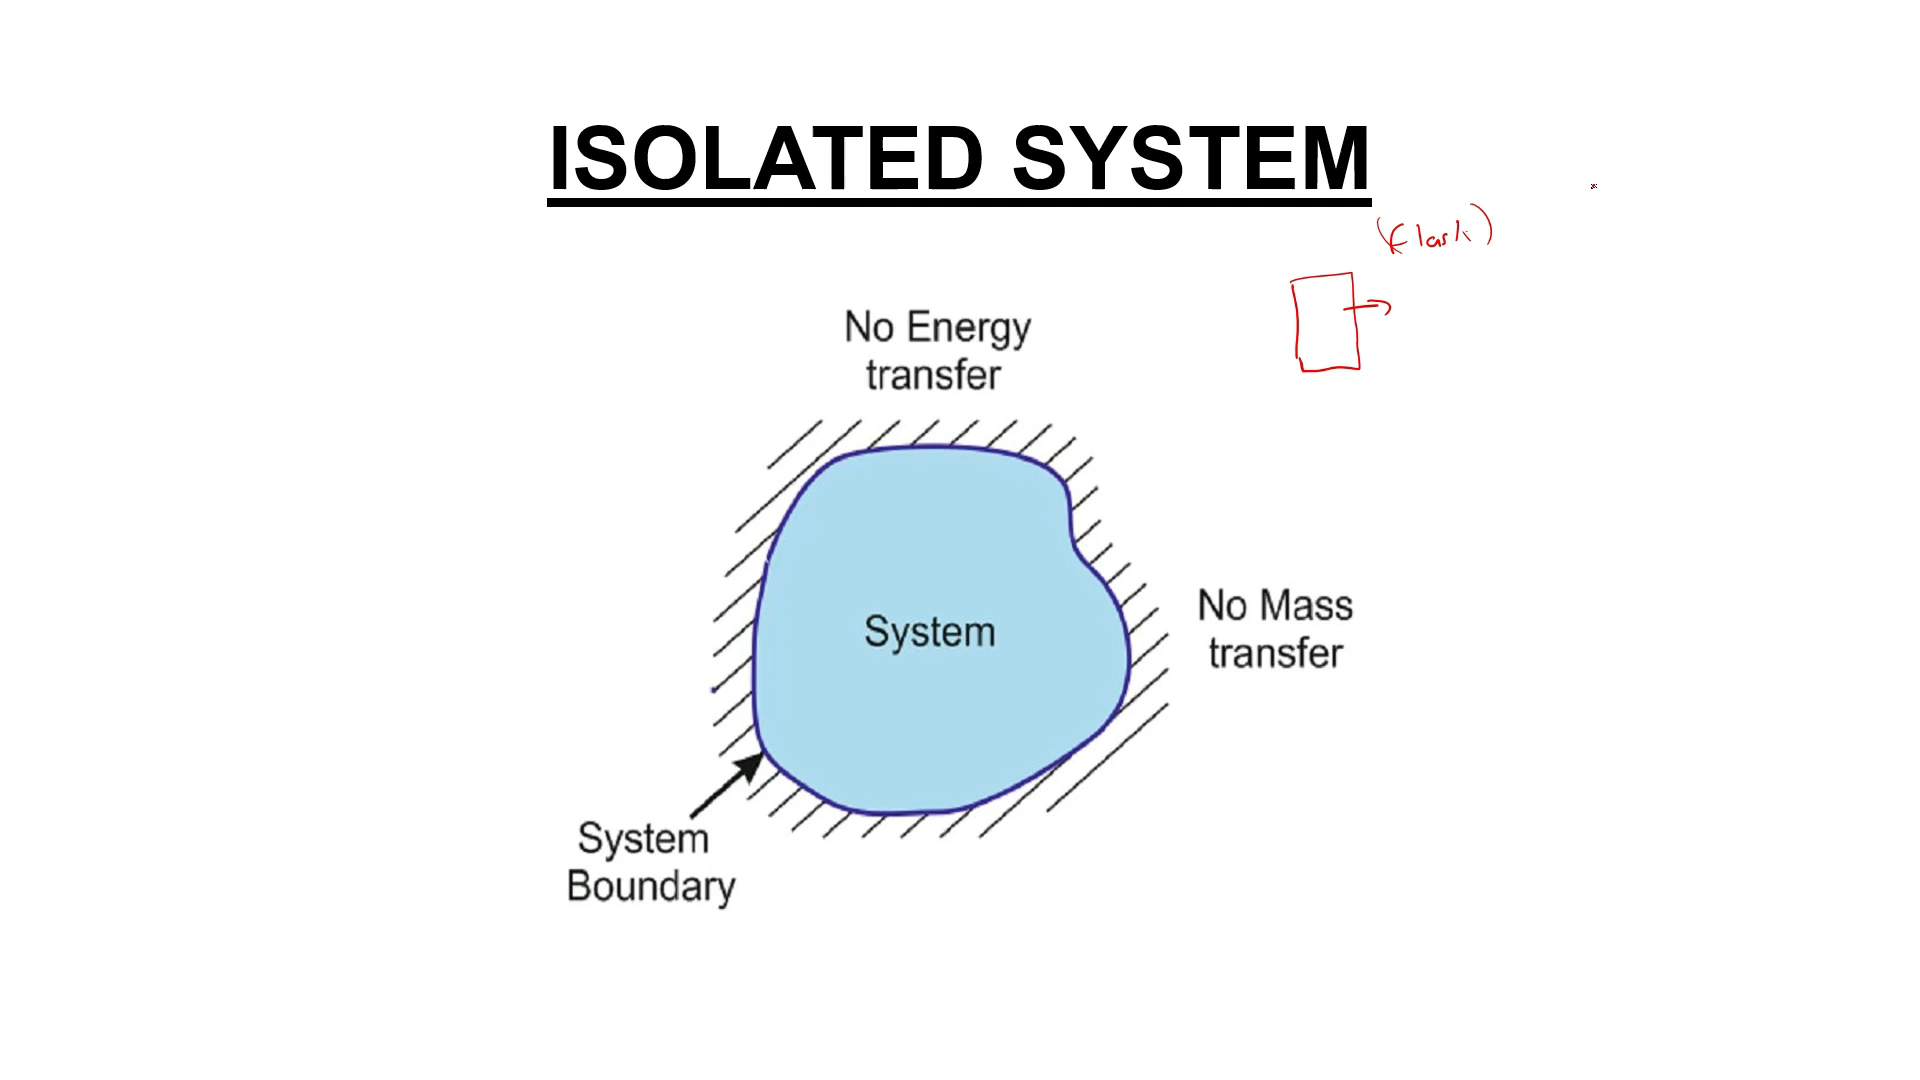 ISOLATED SYSTEM
(flask)
No Energy
transfer
System
No Mass
transfer
System
Boundary